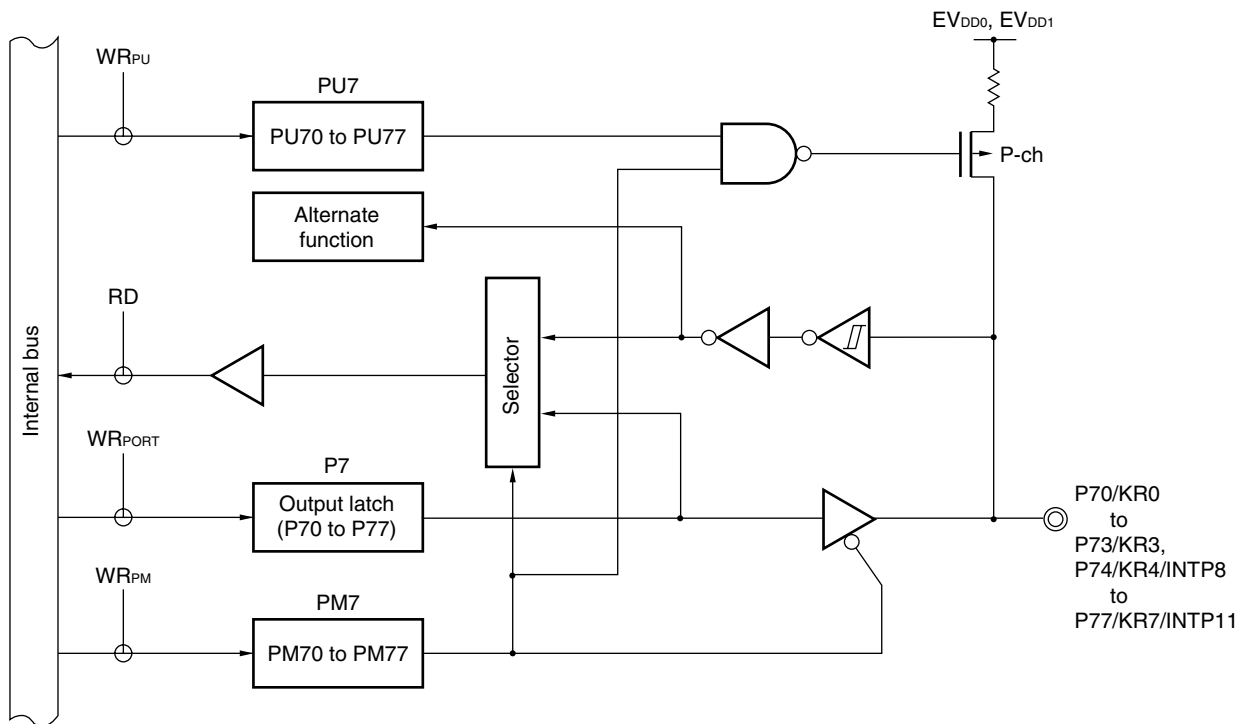 EVDD0, EVDD1
WRPU
PU7
PU70 to PU77
P-ch
Alternate
function
RD
Internal bus
Selector
WRPORT
P7
Output latch
(P70 to P77)
P70/KR0
to
P73/KR3,
P74/KR4/INTP8
to
P77/KR7/INTP11
WRPM
PM7
PM70 to PM77